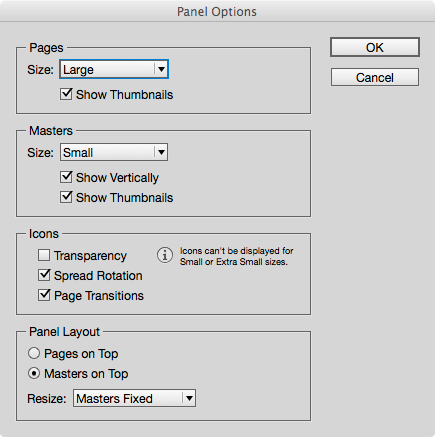 Panel Options
Pages
Size: Large
Show Thumbnails
OK
Cancel
Masters
Size: Small
Show Vertically
Show Thumbnails
Icons
Transparency
Icons can't be displayed for
Small or Extra Small sizes.
Spread Rotation
Page Transitions
Panel Layout
Pages on Top
Masters on Top
Resize: Masters Fixed